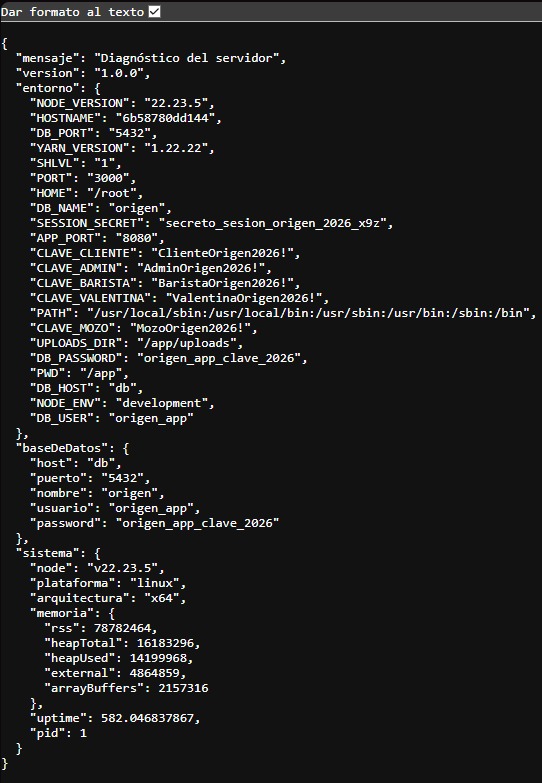 Dar formato al texto
{
  "mensaje": "Diagnóstico del servidor",
  "version": "1.0.0",
  "entorno": {
    "NODE_VERSION": "22.23.5",
    "HOSTNAME": "6b58780dd144",
    "DB_PORT": "5432",
    "YARN_VERSION": "1.22.22",
    "SHLVL": "1",
    "PORT": "3000",
    "HOME": "/root",
    "DB_NAME": "origen",
    "SESSION_SECRET": "secreto_sesion_origen_2026_x9z",
    "APP_PORT": "8080",
    "CLAVE_CLIENTE": "ClienteOrigen2026!",
    "CLAVE_ADMIN": "AdminOrigen2026!",
    "CLAVE_BARISTA": "BaristaOrigen2026!",
    "CLAVE_VALENTINA": "ValentinaOrigen2026!",
    "PATH": "/usr/local/sbin:/usr/local/bin:/usr/sbin:/usr/bin:/sbin:/bin",
    "CLAVE_MOZO": "MozoOrigen2026!",
    "UPLOADS_DIR": "/app/uploads",
    "DB_PASSWORD": "origen_app_clave_2026",
    "PWD": "/app",
    "DB_HOST": "db",
    "NODE_ENV": "development",
    "DB_USER": "origen_app"
  },
  "baseDeDatos": {
    "host": "db",
    "puerto": "5432",
    "nombre": "origen",
    "usuario": "origen_app",
    "password": "origen_app_clave_2026"
  },
  "sistema": {
    "node": "v22.23.5",
    "plataforma": "linux",
    "arquitectura": "x64",
    "memoria": {
      "rss": 78782464,
      "heapTotal": 16183296,
      "heapUsed": 14199968,
      "external": 4864859,
      "arrayBuffers": 2157316
    },
    "uptime": 582.046837867,
    "pid": 1
  }
}